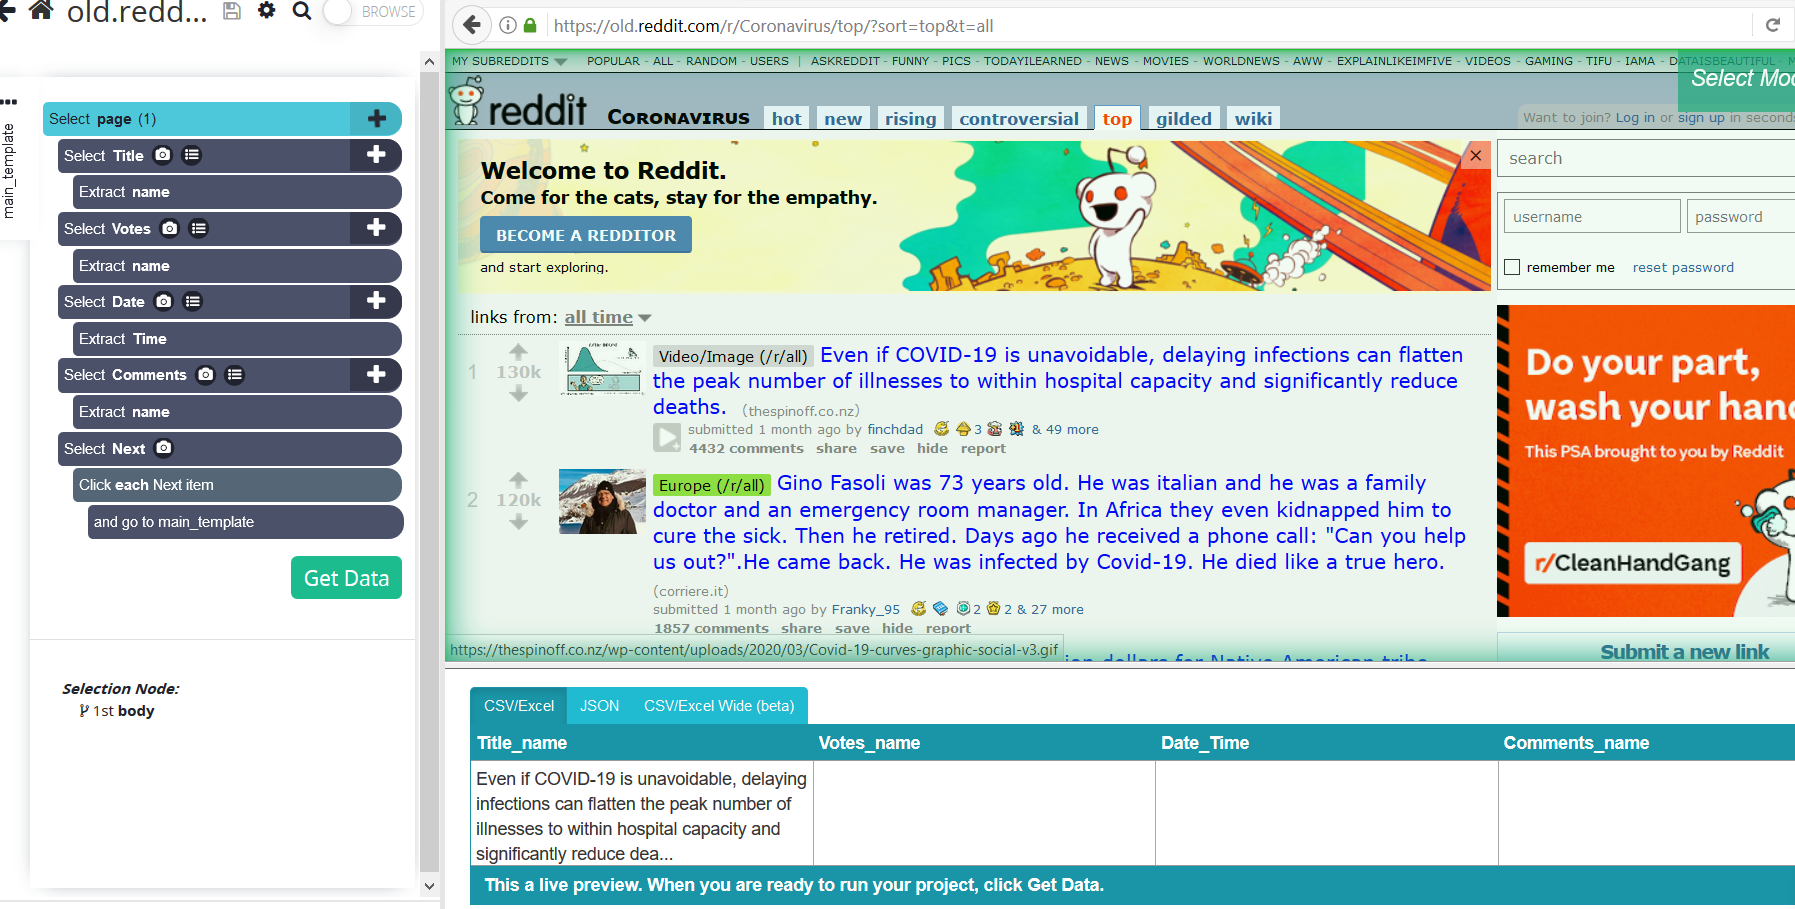 old.redd...
BROWSE
main_template
Select page (1)
Select Title
Extract name
Select Votes
Extract name
Select Date
Extract Time
Select Comments
Extract name
Select Next
Click each Next item
and go to main_template
Get Data
Selection Node:
1st body
https://old.reddit.com/r/Coronavirus/top/?sort=top&t=all
MY SUBREDDITS POPULAR - ALL - RANDOM - USERS | ASKREDDIT - FUNNY - PICS - TODAYILEARNED - NEWS - MOVIES - WORLDNEWS - AWW - EXPLAINLIKEIMFIVE - VIDEOS - GAMING - TIFU - IAMA - DATAISBEAUTIFUL - M
Select Mod
reddit CORONAVIRUS hot new rising controversial top gilded wiki
Want to join? Log in or sign up in seconds
Welcome to Reddit.
Come for the cats, stay for the empathy.
BECOME A REDDITOR
and start exploring.
search
username password
remember me reset password
links from: all time
1 130k
Video/Image (/r/all) Even if COVID-19 is unavoidable, delaying infections can flatten
the peak number of illnesses to within hospital capacity and significantly reduce
deaths. (thespinoff.co.nz)
submitted 1 month ago by finchdad 3 & 49 more
4432 comments share save hide report
2 120k
Europe (/r/all) Gino Fasoli was 73 years old. He was italian and he was a family
doctor and an emergency room manager. In Africa they even kidnapped him to
cure the sick. Then he retired. Days ago he received a phone call: "Can you help
us out?".He came back. He was infected by Covid-19. He died like a true hero.
(corriere.it)
submitted 1 month ago by Franky_95 2 2 & 27 more
1857 comments share save hide report
https://thespinoff.co.nz/wp-content/uploads/2020/03/Covid-19-curves-graphic-social-v3.gif
ion dollars for Native American tribe
Do your part,
wash your hand
This PSA brought to you by Reddit
r/CleanHandGang
Submit a new link
CSV/Excel JSON CSV/Excel Wide (beta)
Title_name Votes_name Date_Time Comments_name
Even if COVID-19 is unavoidable, delaying
infections can flatten the peak number of
illnesses to within hospital capacity and
significantly reduce dea...
This a live preview. When you are ready to run your project, click Get Data.